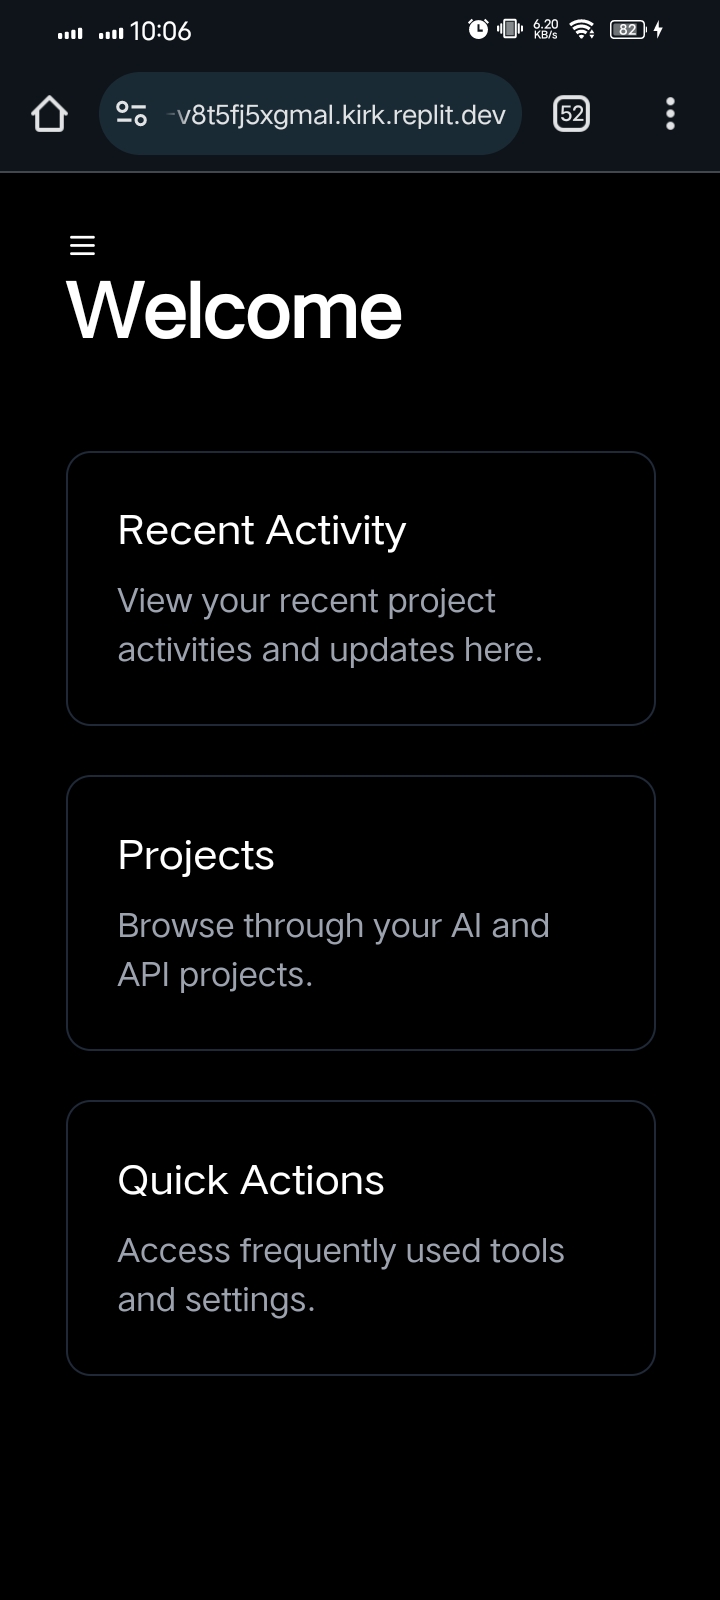 10:06
6.20
KB/s
82
-v8t5fj5xgmal.kirk.replit.dev
52
Welcome
Recent Activity
View your recent project
activities and updates here.
Projects
Browse through your AI and
API projects.
Quick Actions
Access frequently used tools
and settings.